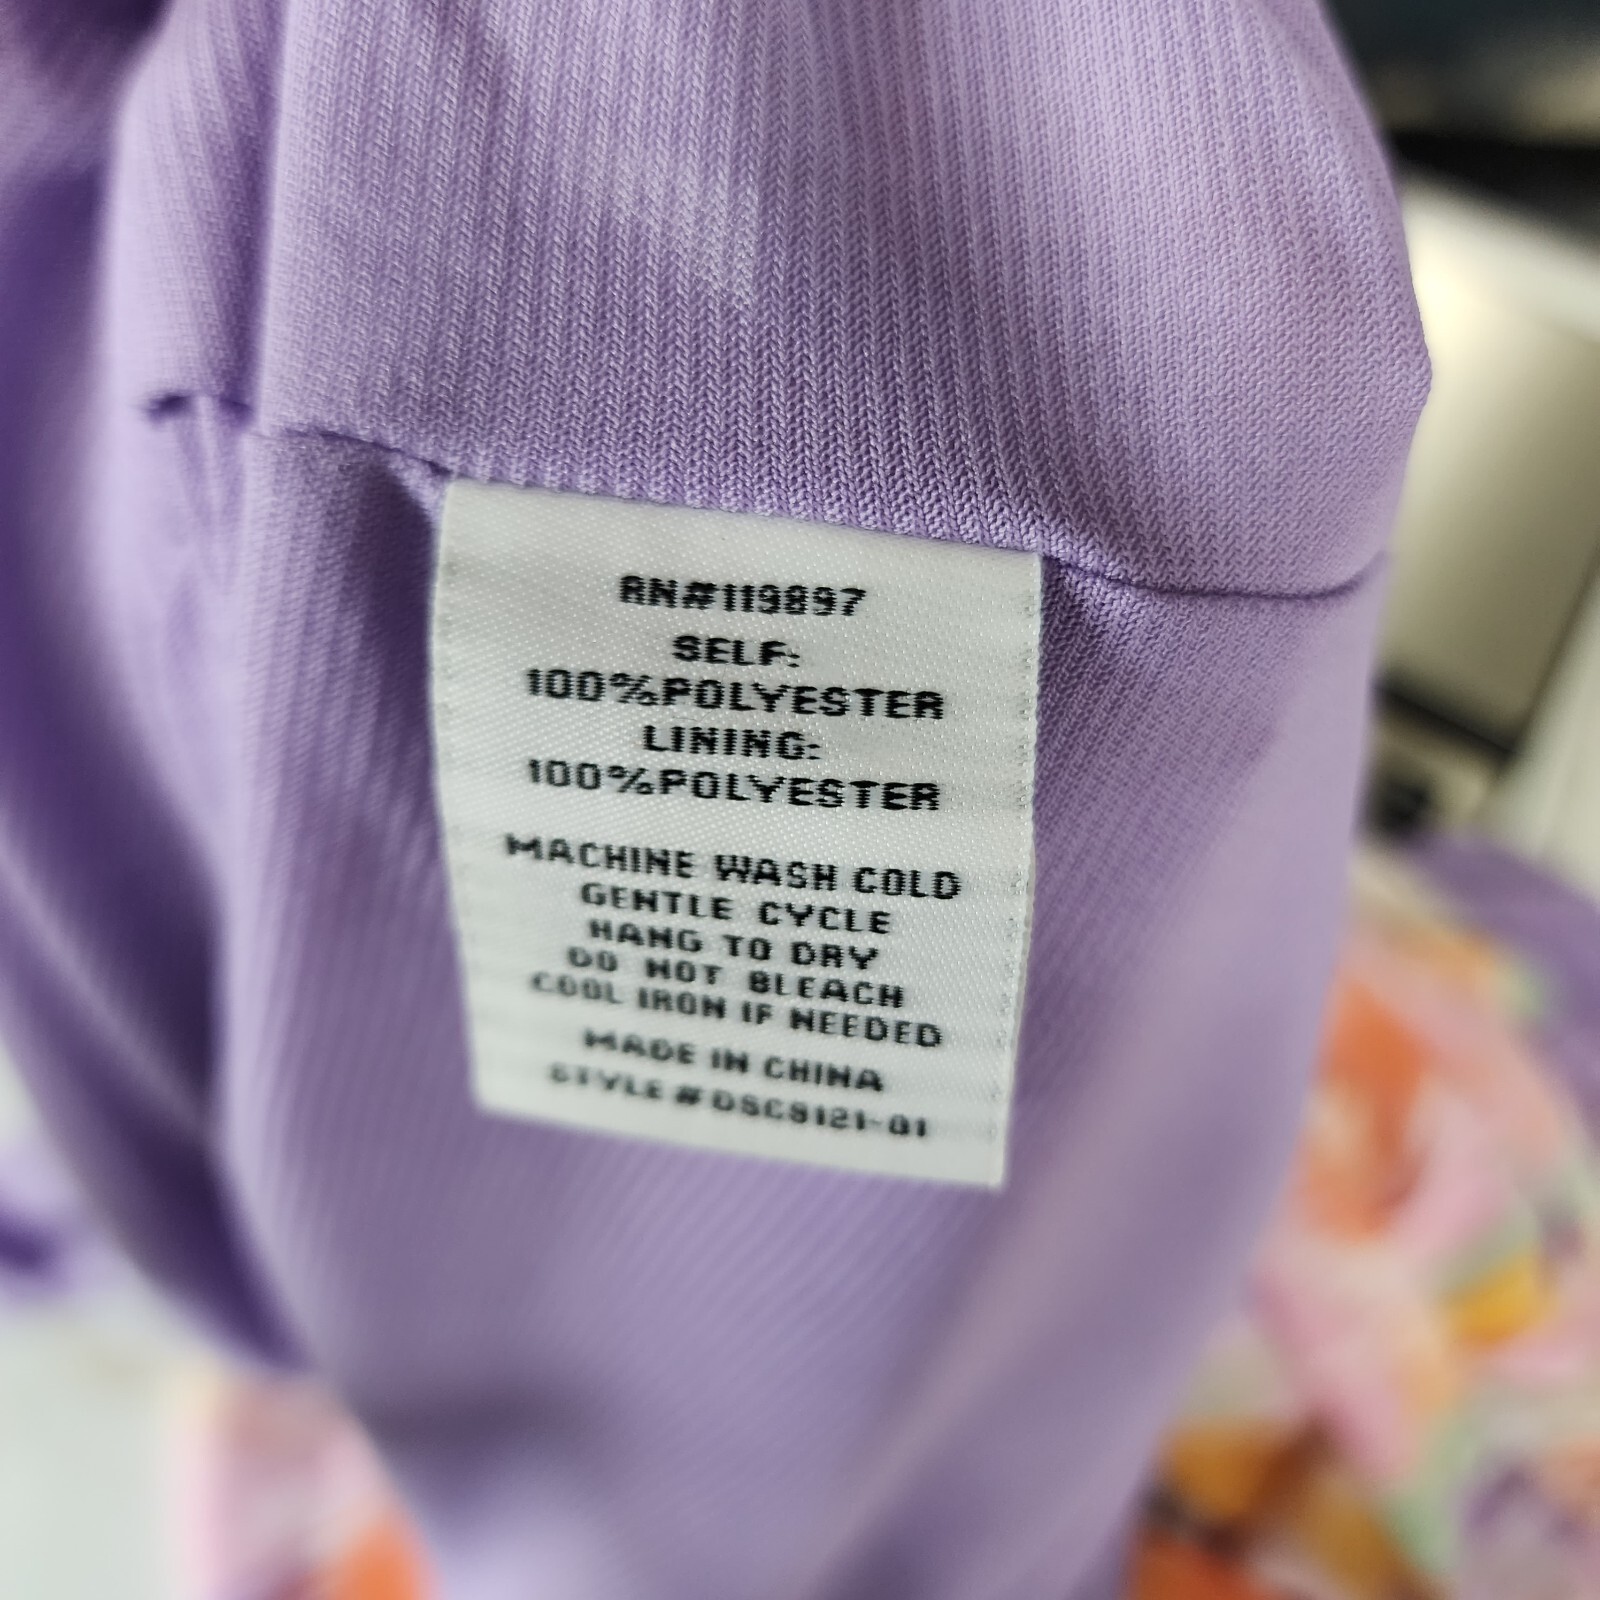 RN#119897
SELF:
100%POLYESTER
LINING:
100%POLYESTER
MACHINE WASH COLD
GENTLE CYCLE
HANG TO DRY
DO NOT BLEACH
COOL IRON IF NEEDED
MADE IN CHINA
STYLE #DSC8121-01